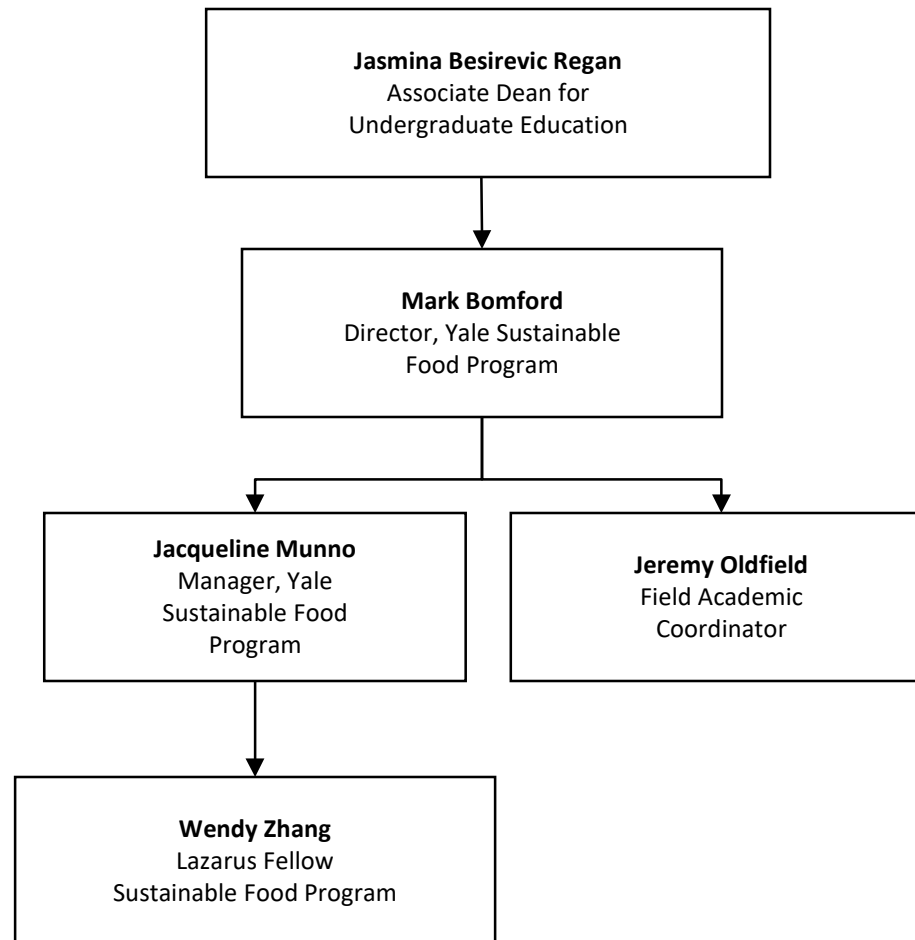 Jasmina Besirevic Regan
Associate Dean for
Undergraduate Education
Mark Bomford
Director, Yale Sustainable
Food Program
Jacqueline Munno
Manager, Yale
Sustainable Food
Program
Jeremy Oldfield
Field Academic
Coordinator
Wendy Zhang
Lazarus Fellow
Sustainable Food Program